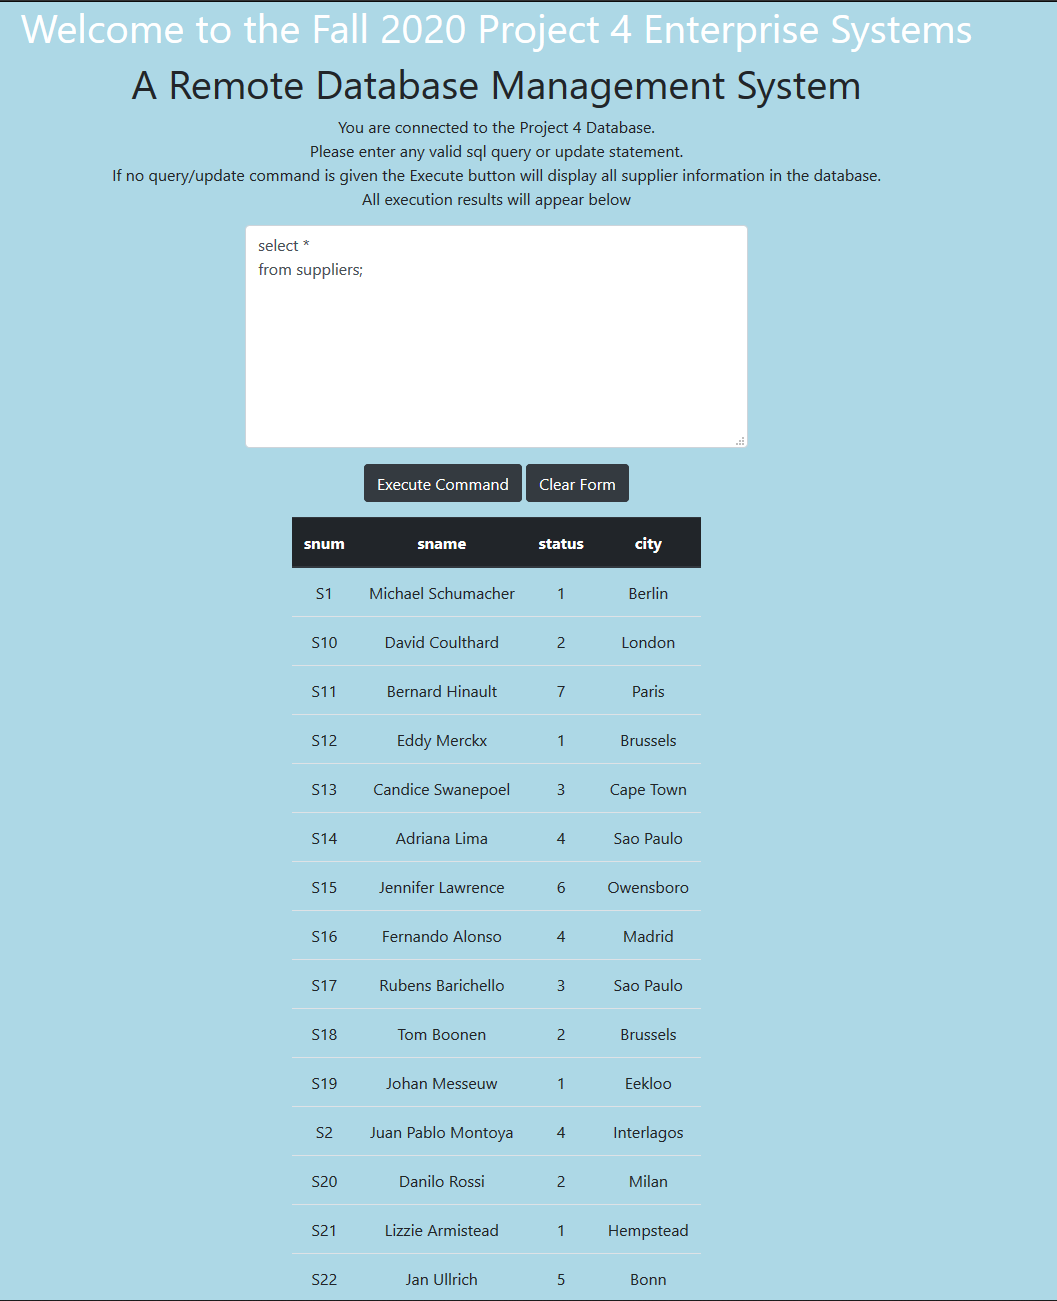 Welcome to the Fall 2020 Project 4 Enterprise Systems
A Remote Database Management System
You are connected to the Project 4 Database.
Please enter any valid sql query or update statement.
If no query/update command is given the Execute button will display all supplier information in the database.
All execution results will appear below
select *
from suppliers;
Execute Command Clear Form
snum sname status city
S1 Michael Schumacher 1 Berlin
S10 David Coulthard 2 London
S11 Bernard Hinault 7 Paris
S12 Eddy Merckx 1 Brussels
S13 Candice Swanepoel 3 Cape Town
S14 Adriana Lima 4 Sao Paulo
S15 Jennifer Lawrence 6 Owensboro
S16 Fernando Alonso 4 Madrid
S17 Rubens Barichello 3 Sao Paulo
S18 Tom Boonen 2 Brussels
S19 Johan Messeuw 1 Eekloo
S2 Juan Pablo Montoya 4 Interlagos
S20 Danilo Rossi 2 Milan
S21 Lizzie Armistead 1 Hempstead
S22 Jan Ullrich 5 Bonn